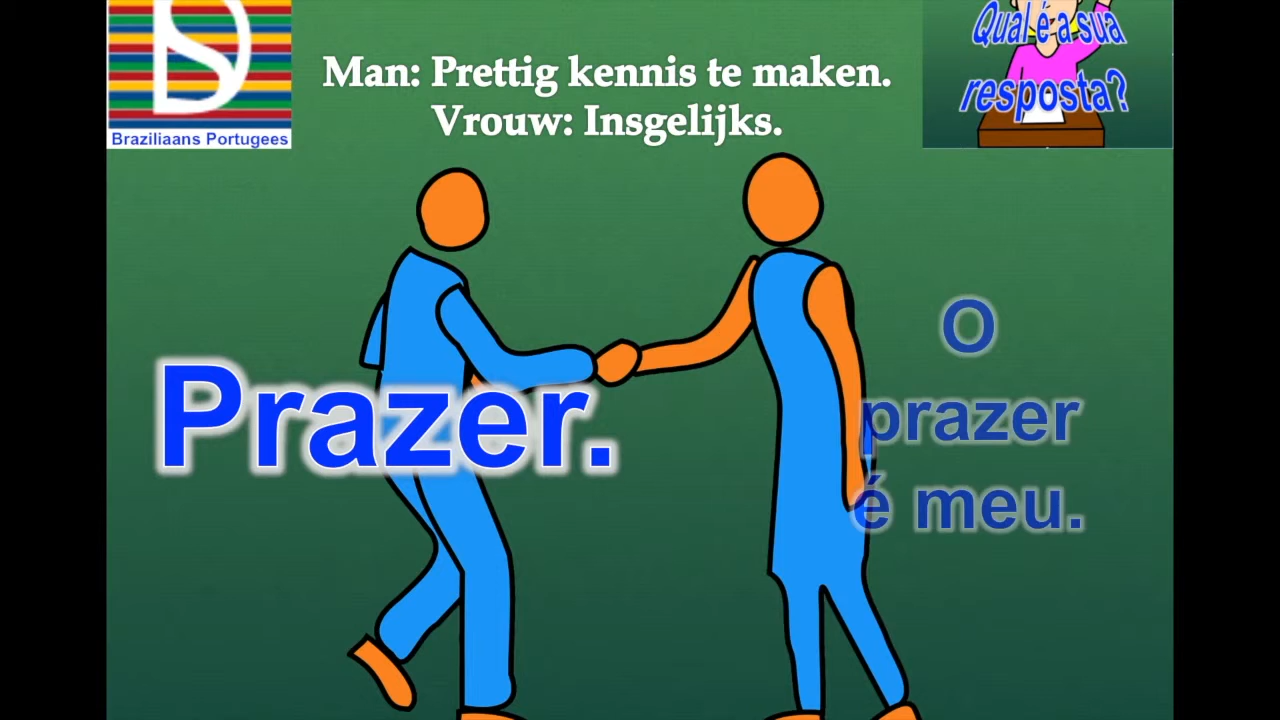 Braziliaans Portugees
Man: Prettig kennis te maken.
Vrouw: Insgelijks.
Qual é a sua
resposta?
Prazer.
O
prazer
é meu.